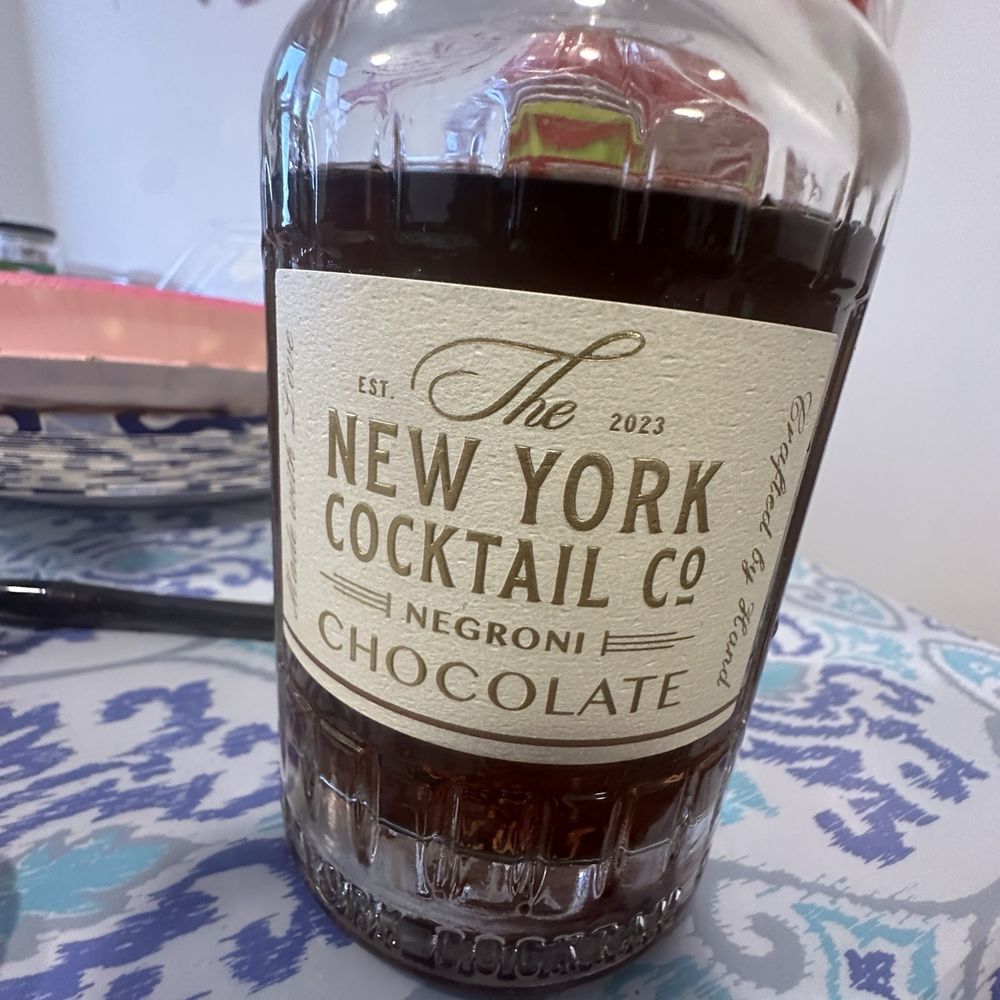 The
EST. 2023
NEW YORK
COCKTAIL Cº
NEGRONI
CHOCOLATE
Crafted by Hand